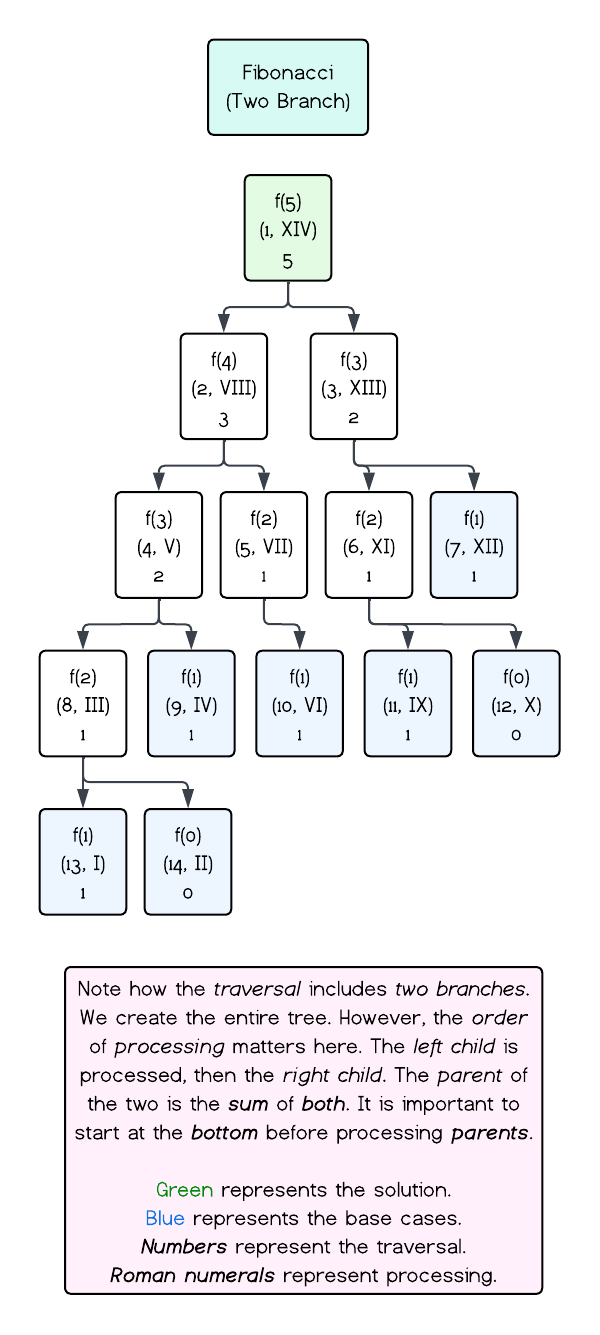 Fibonacci
(Two Branch)
f(5)
(1, XIV)
5
f(4)
(2, VIII)
3
f(3)
(3, XIII)
2
f(3)
(4, V)
2
f(2)
(5, VII)
1
f(2)
(6, XI)
1
f(1)
(7, XII)
1
f(2)
(8, III)
1
f(1)
(9, IV)
1
f(1)
(10, VI)
1
f(1)
(11, IX)
1
f(0)
(12, X)
0
f(1)
(13, I)
1
f(0)
(14, II)
0
Note how the traversal includes two branches.
We create the entire tree. However, the order
of processing matters here. The left child is
processed, then the right child. The parent of
the two is the sum of both. It is important to
start at the bottom before processing parents.
Green represents the solution.
Blue represents the base cases.
Numbers represent the traversal.
Roman numerals represent processing.